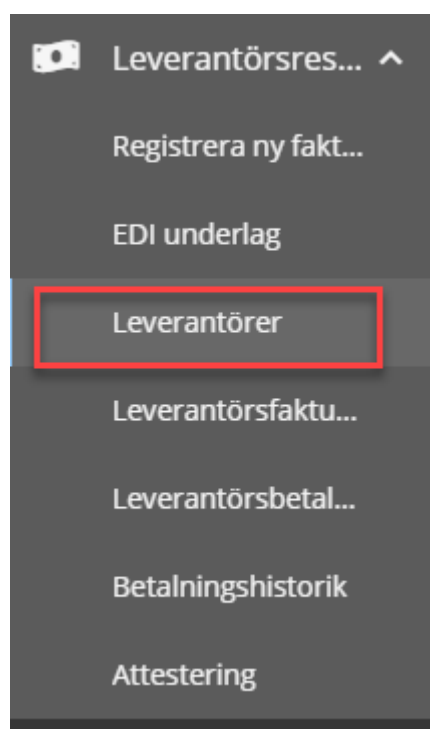 Leverantörsres...
Registrera ny fakt...
EDI underlag
Leverantörer
Leverantörsfaktu...
Leverantörsbetal...
Betalningshistorik
Attestering